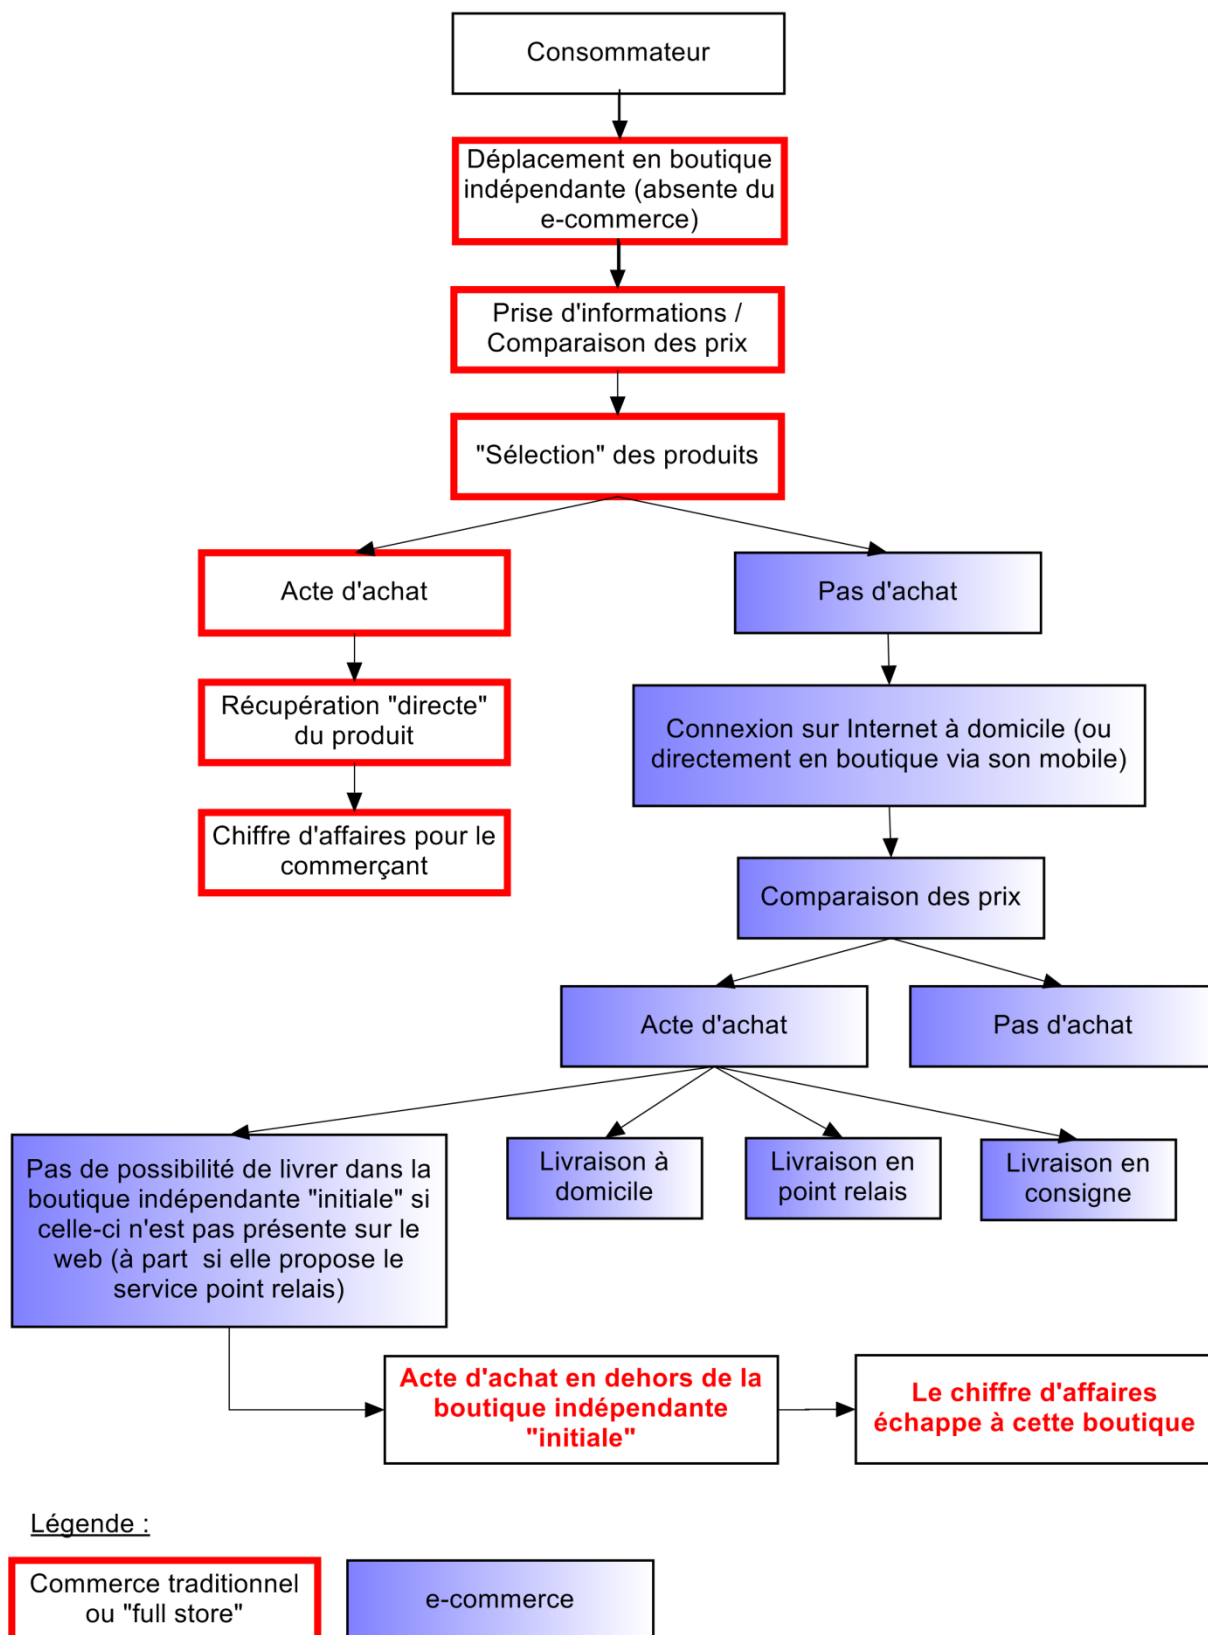 Consommateur
Déplacement en boutique
indépendante (absente du
e-commerce)
Prise d'informations /
Comparaison des prix
"Sélection" des produits
Acte d'achat
Pas d'achat
Récupération "directe"
du produit
Connexion sur Internet à domicile (ou
directement en boutique via son mobile)
Chiffre d'affaires pour le
commerçant
Comparaison des prix
Acte d'achat
Pas d'achat
Pas de possibilité de livrer dans la
boutique indépendante "initiale" si
celle-ci n'est pas présente sur le
web (à part  si elle propose le
service point relais)
Livraison à
domicile
Livraison en
point relais
Livraison en
consigne
Acte d'achat en dehors de la
boutique indépendante
"initiale"
Le chiffre d'affaires
échappe à cette boutique
Légende :
Commerce traditionnel
ou "full store"
e-commerce